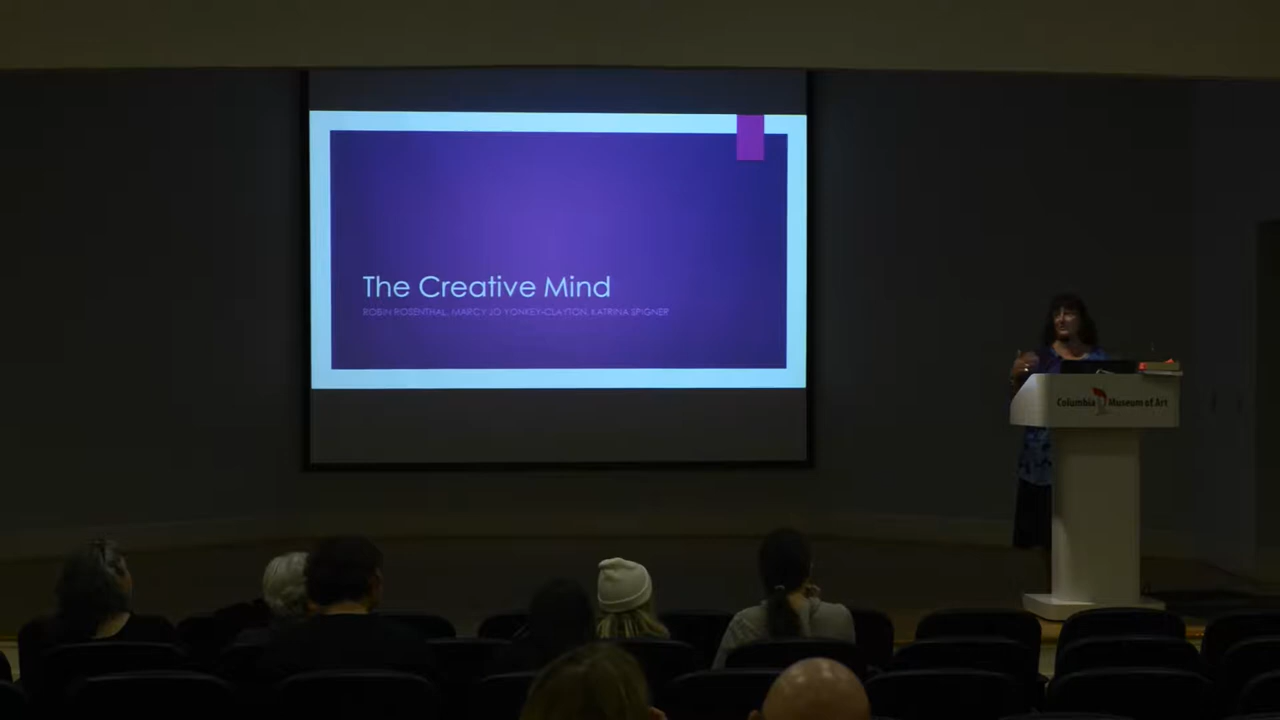 The Creative Mind
ROBIN ROSENTHAL, MARCY JO YONKEY-CLAYTON, KATRINA SPIGNER
Columbia Museum of Art